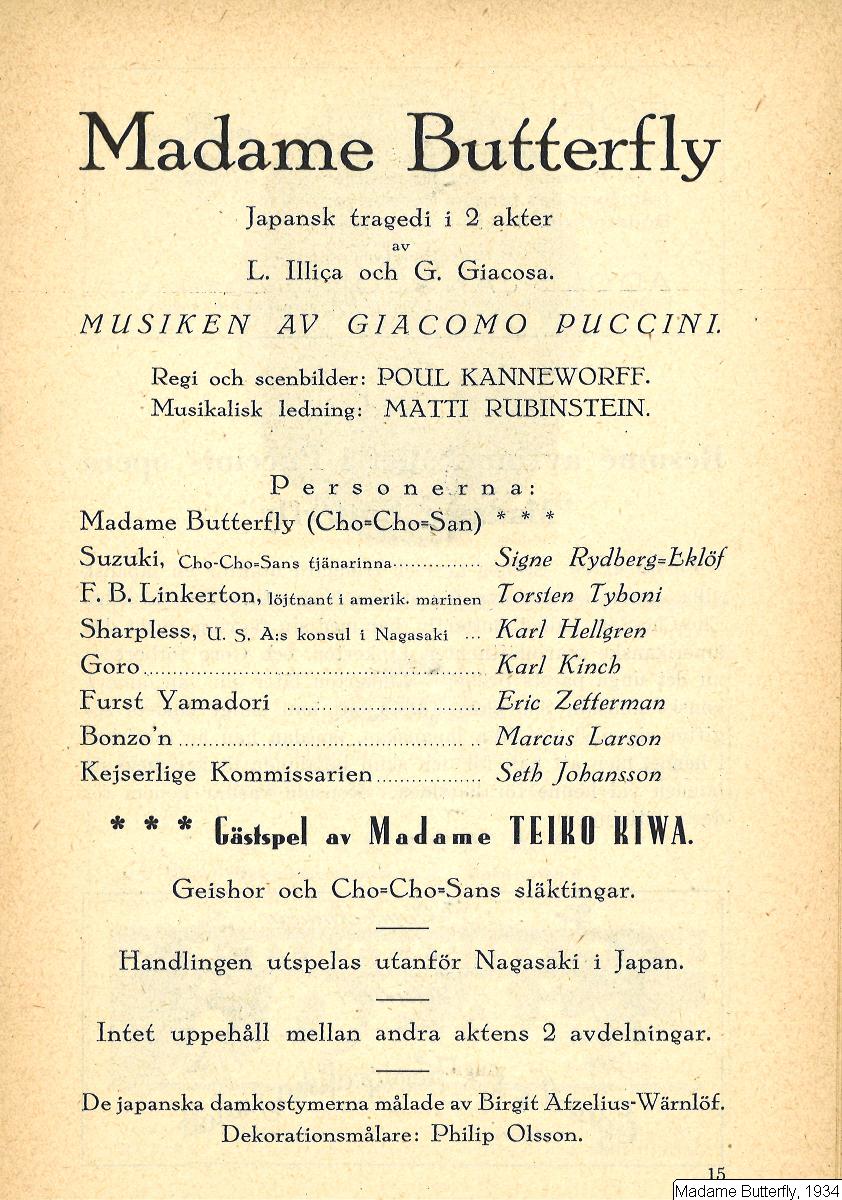 Madame Butterfly
Japansk tragedi i 2 akter
av
L. Illiça och G. Giacosa.
MUSIKEN AV GIACOMO PUCCINI.
Regi och scenbilder: POUL KANNEWORFF.
Musikalisk ledning: MATTI RUBINSTEIN.
Personerna:
Madame Butterfly (Cho=Cho=San) * * *
Suzuki, Cho-Cho=Sans tjänarinna............... Signe Rydberg=Eklöf
F. B. Linkerton, löjtnant i amerik. marinen Torsten Tyboni
Sharpless, U. S. A:s konsul i Nagasaki ... Karl Hellgren
Goro............................................................ Karl Kinch
Furst Yamadori ...................................... Eric Zetterman
Bonzo'n...................................................... Marcus Larson
Kejserlige Kommissarien.................. Seth Johansson
* * * Gästspel av Madame TEIKO KIWA.
Geishor och Cho=Cho=Sans släktingar.
Handlingen utspelas utanför Nagasaki i Japan.
Intet uppehåll mellan andra aktens 2 avdelningar.
De japanska damkostymerna målade av Birgit Afzelius-Wärnlöf.
Dekorationsmålare: Philip Olsson.
15
Madame Butterfly, 1934